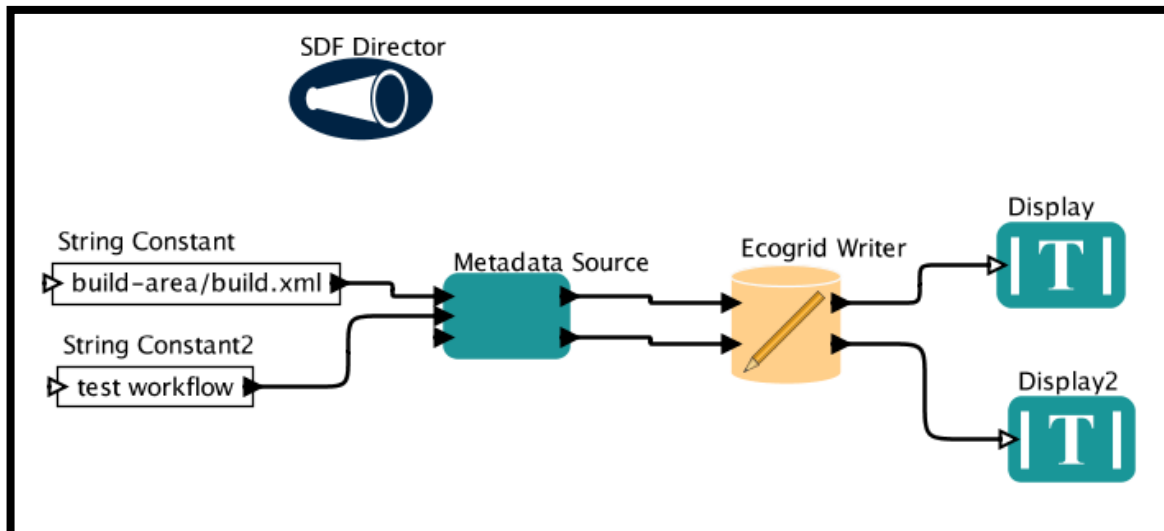 SDF Director
Display
String Constant
Ecogrid Writer
Metadata Source
build-area/build.xml
T
String Constant2
test workflow
Display2
T